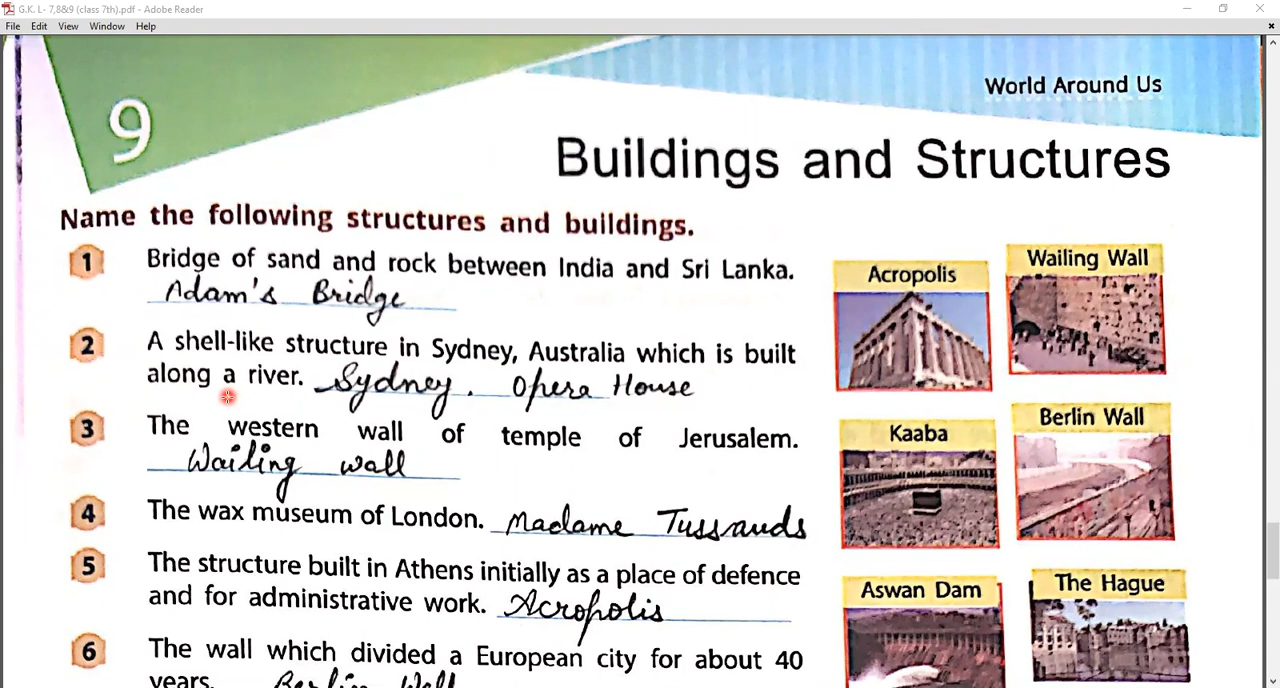 G.K. L- 7,8&9 (class 7th).pdf - Adobe Reader
File Edit View Window Help
9
World Around Us
Buildings and Structures
Name the following structures and buildings.
1 Bridge of sand and rock between India and Sri Lanka.
Adam's Bridge
2 A shell-like structure in Sydney, Australia which is built
along a river. Sydney. Opera House
3 The western wall of temple of Jerusalem.
Wailing wall
4 The wax museum of London. Madame Tussauds
5 The structure built in Athens initially as a place of defence
and for administrative work. Acropolis
6 The wall which divided a European city for about 40
years. Berlin Wall
Acropolis
Wailing Wall
Kaaba
Berlin Wall
Aswan Dam
The Hague